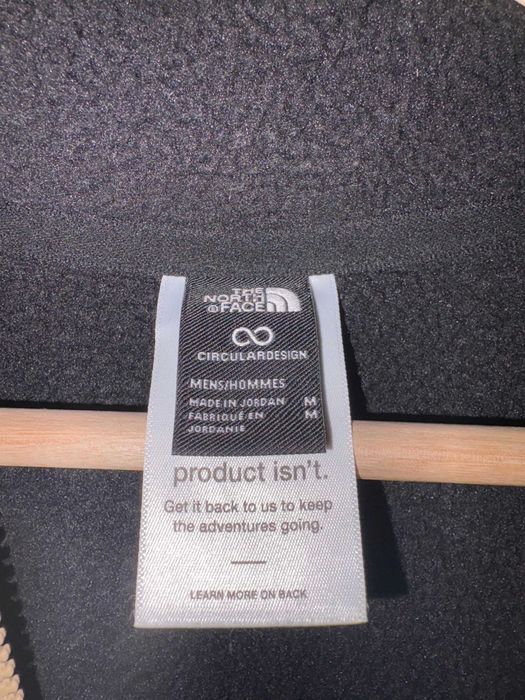 THE
NORTH
FACE
CIRCULARDESIGN
MENS/HOMMES
MADE IN JORDAN M
FABRIQUÉ EN M
JORDANIE
product isn't.
Get it back to us to keep
the adventures going.
LEARN MORE ON BACK